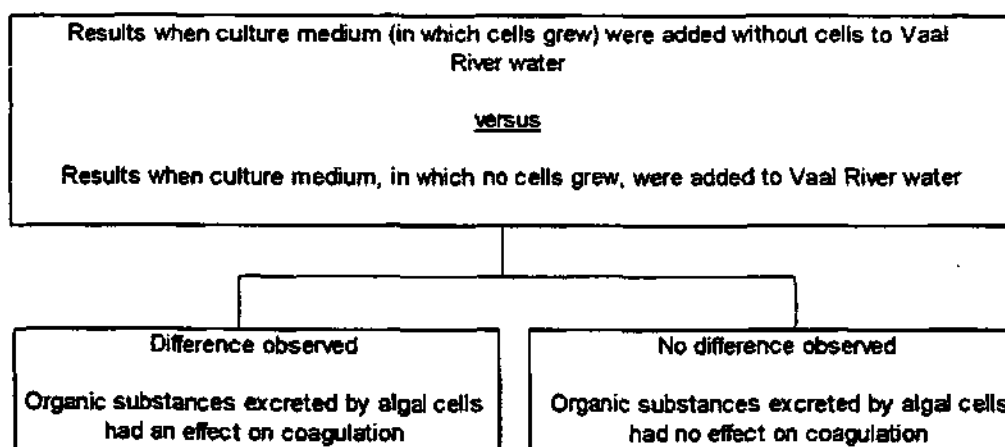 Results when culture medium (in which cells grew) were added without cells to Vaal
River water
versus
Results when culture medium, in which no cells grew, were added to Vaal River water
Difference observed
Organic substances excreted by algal cells
had an effect on coagulation
No difference observed
Organic substances excreted by algal cells
had no effect on coagulation